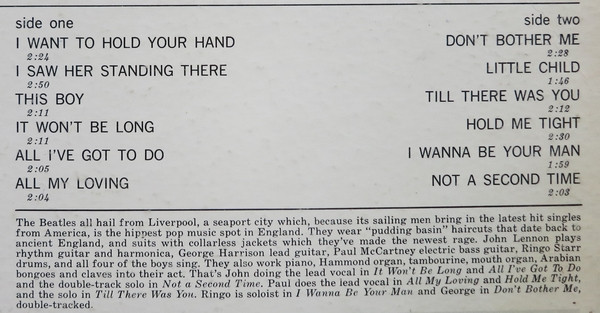 side one
I WANT TO HOLD YOUR HAND
2:24
I SAW HER STANDING THERE
2:50
THIS BOY
2:11
IT WON'T BE LONG
2:11
ALL I'VE GOT TO DO
2:05
ALL MY LOVING
2:04
side two
DON'T BOTHER ME
2:28
LITTLE CHILD
1:46
TILL THERE WAS YOU
2:12
HOLD ME TIGHT
2:30
I WANNA BE YOUR MAN
1:59
NOT A SECOND TIME
2:03
The Beatles all hail from Liverpool, a seaport city which, because its sailing men bring in the latest hit singles
from America, is the hippest pop music spot in England. They wear "pudding basin" haircuts that date back to
ancient England, and suits with collarless jackets which they've made the newest rage. John Lennon plays
rhythm guitar and harmonica, George Harrison lead guitar, Paul McCartney electric bass guitar, Ringo Starr
drums, and all four of the boys sing. They also work piano, Hammond organ, tambourine, mouth organ, Arabian
bongoes and claves into their act. That's John doing the lead vocal in It Won't Be Long and All I've Got To Do
and the double-track solo in Not a Second Time. Paul does the lead vocal in All My Loving and Hold Me Tight,
and the solo in Till There Was You. Ringo is soloist in I Wanna Be Your Man and George in Don't Bother Me,
double-tracked.